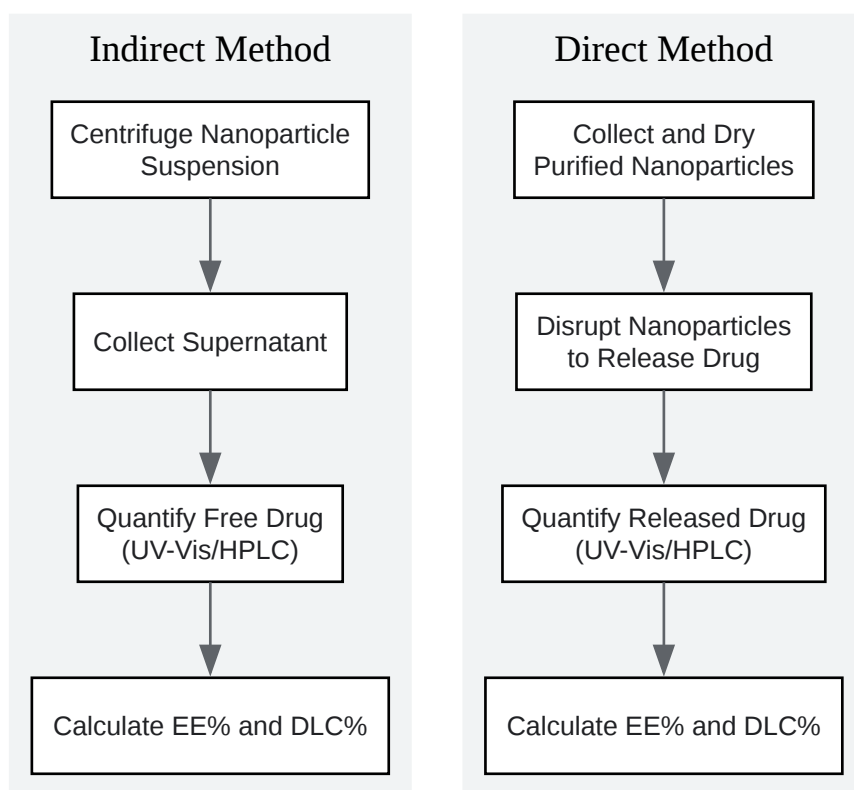 Indirect Method
Centrifuge Nanoparticle
Suspension
Collect Supernatant
Quantify Free Drug
(UV-Vis/HPLC)
Calculate EE% and DLC%
Direct Method
Collect and Dry
Purified Nanoparticles
Disrupt Nanoparticles
to Release Drug
Quantify Released Drug
(UV-Vis/HPLC)
Calculate EE% and DLC%